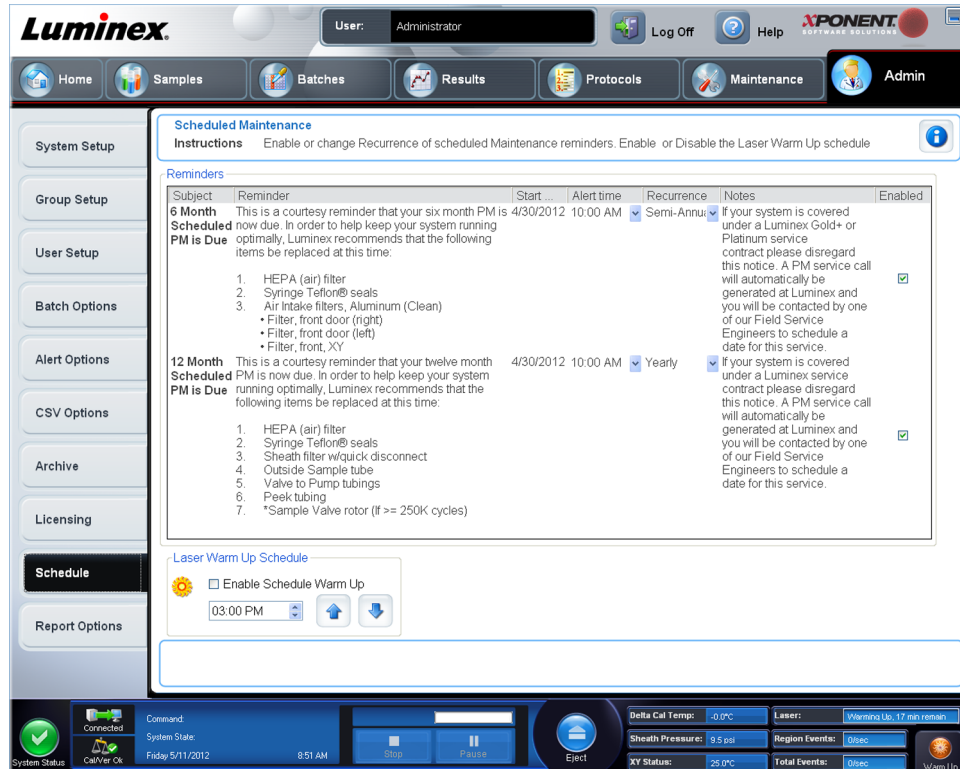 Luminex.
User: Administrator
Log Off
Help
XPONENT.
SOFTWARE SOLUTIONS
Home
Samples
Batches
Results
Protocols
Maintenance
Admin
System Setup
Group Setup
User Setup
Batch Options
Alert Options
CSV Options
Archive
Licensing
Schedule
Report Options
Scheduled Maintenance
Instructions Enable or change Recurrence of scheduled Maintenance reminders. Enable or Disable the Laser Warm Up schedule
Reminders
Subject Reminder Start ... Alert time Recurrence Notes Enabled
6 Month
Scheduled
PM is Due
This is a courtesy reminder that your six month PM is
now due. In order to help keep your system running
optimally, Luminex recommends that the following
items be replaced at this time:
1. HEPA (air) filter
2. Syringe Teflon® seals
3. Air Intake filters, Aluminum (Clean)
• Filter, front door (right)
• Filter, front door (left)
• Filter, front, XY
4/30/2012 10:00 AM Semi-Annua
If your system is covered
under a Luminex Gold+ or
Platinum service
contract please disregard
this notice. A PM service call
will automatically be
generated at Luminex and
you will be contacted by one
of our Field Service
Engineers to schedule a
date for this service.
12 Month
Scheduled
PM is Due
This is a courtesy reminder that your twelve month
PM is now due. In order to help keep your system
running optimally, Luminex recommends that the
following items be replaced at this time:
1. HEPA (air) filter
2. Syringe Teflon® seals
3. Sheath filter w/quick disconnect
4. Outside Sample tube
5. Valve to Pump tubings
6. Peek tubing
7. *Sample Valve rotor (If >= 250K cycles)
4/30/2012 10:00 AM Yearly
If your system is covered
under a Luminex service
contract please disregard
this notice. A PM service call
will automatically be
generated at Luminex and
you will be contacted by one
of our Field Service
Engineers to schedule a
date for this service.
Laser Warm Up Schedule
Enable Schedule Warm Up
03:00 PM
System Status
Connected
Cal/Ver Ok
Command:
System State:
Friday 5/11/2012 8:51 AM
Stop
Pause
Eject
Delta Cal Temp: -0.0°C
Sheath Pressure: 9.5 psi
XY Status: 25.0°C
Laser: Warming Up, 17 min remain
Region Events: 0/sec
Total Events: 0/sec
Warm Up